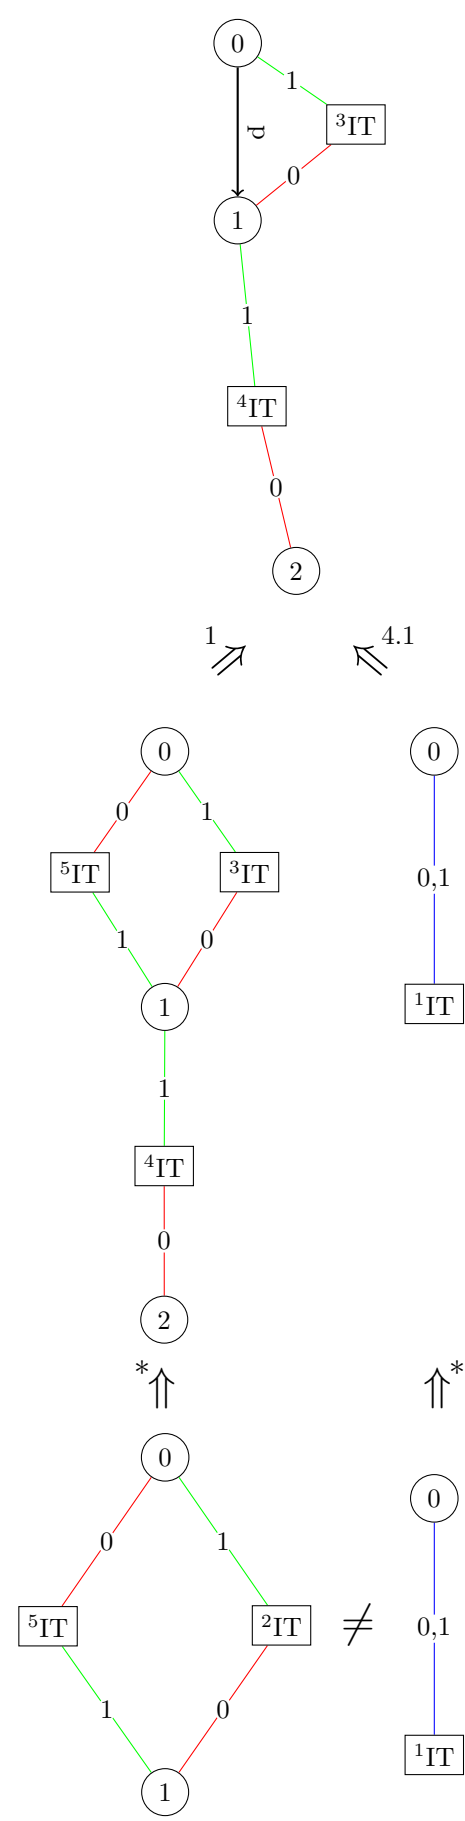 0
1
³IT
p
0
1
1
⁴IT
0
2
1 ⇒ ⇐ 4.1
0 0
0 1
⁵IT ³IT 0,1
1 0
1 ¹IT
1
⁴IT
0
2
*⇑ ⇑*
0 0
0 1
⁵IT ²IT ≠ 0,1
1 0
1 ¹IT